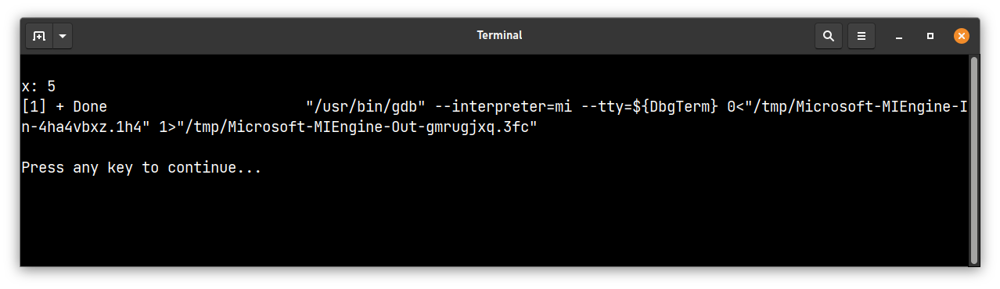 Terminal
x: 5
[1] + Done                       "/usr/bin/gdb" --interpreter=mi --tty=${DbgTerm} 0<"/tmp/Microsoft-MIEngine-I
n-4ha4vbxz.1h4" 1>"/tmp/Microsoft-MIEngine-Out-gmrugjxq.3fc"
Press any key to continue...